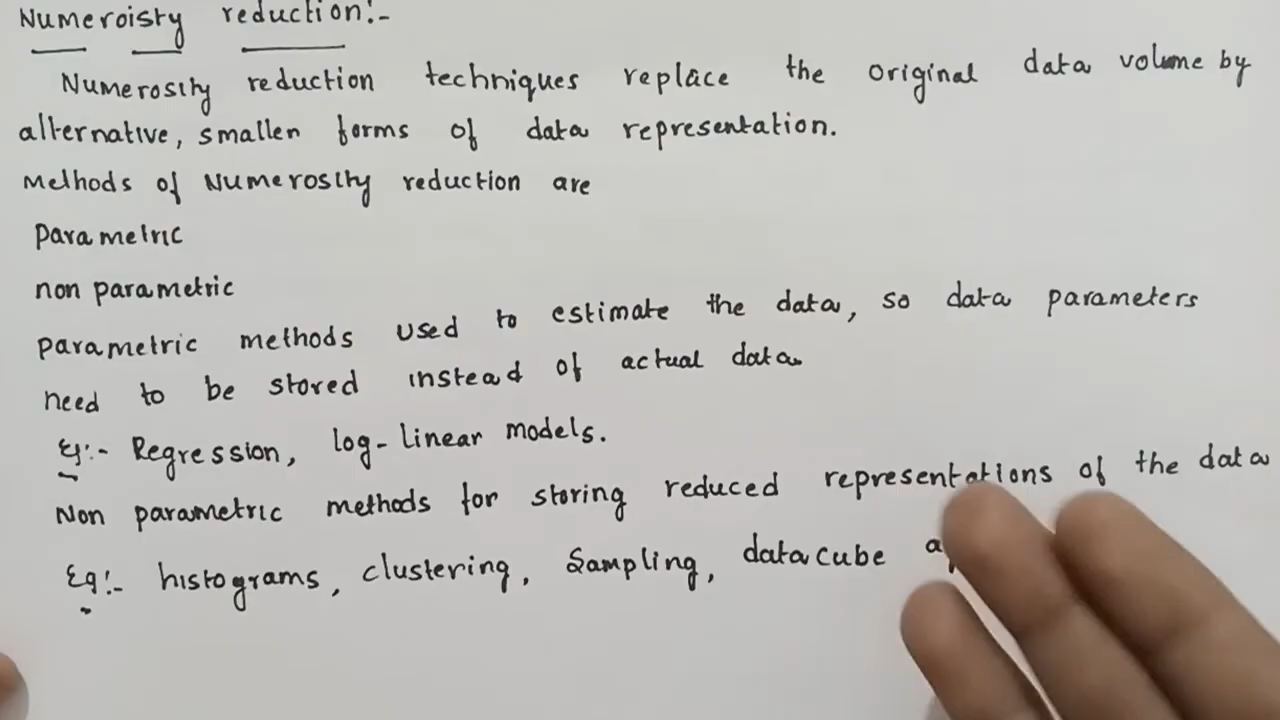 Numeroisty reduction:-
Numerosity reduction techniques replace the original data volume by
alternative, smaller forms of data representation.
Methods of Numerosity reduction are
parametric
non parametric
parametric methods used to estimate the data, so data parameters
need to be stored instead of actual data
Eg:- Regression, log-linear models.
Non parametric methods for storing reduced representations of the data
Eg:- histograms, clustering, Sampling, datacube